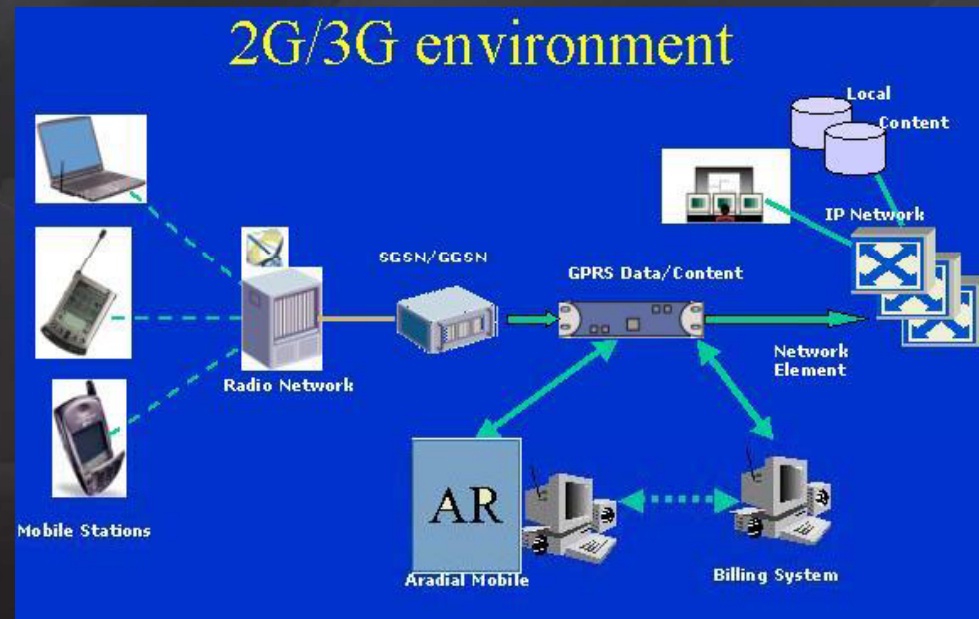 2G/3G environment
Local
Content
IP Network
SGSN/GGSN
GPRS Data/Content
Network
Element
Radio Network
AR
Mobile Stations
Aradial Mobile
Billing System